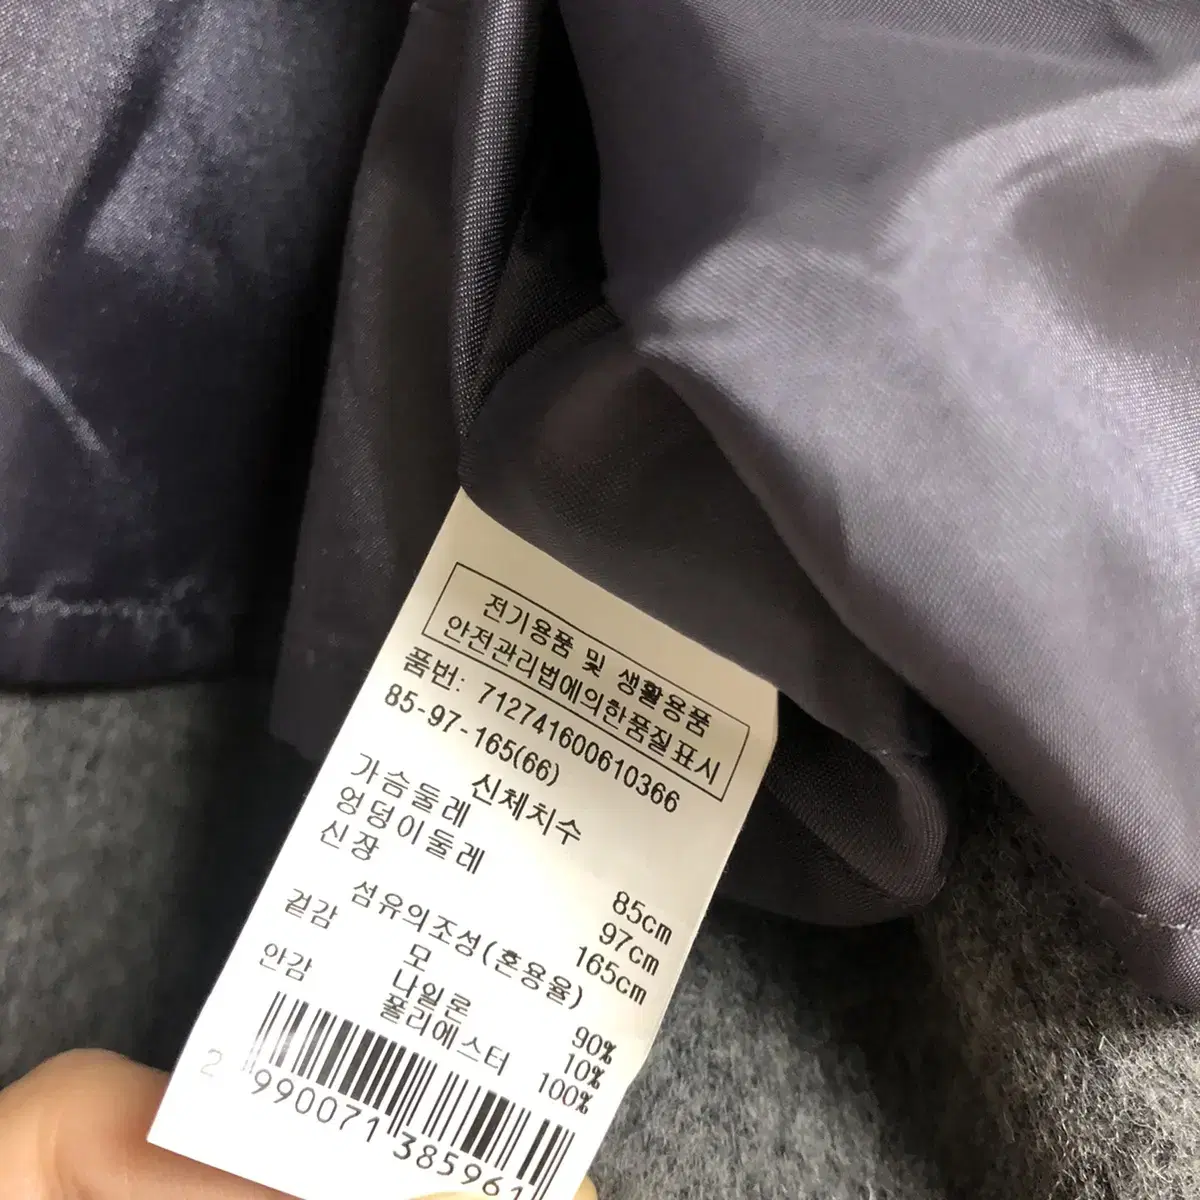 전기용품 및 생활용품
안전관리법에의한품질표시
품번: 712741600610366
85-97-165(66)
신체치수
가슴둘레 85cm
엉덩이둘레 97cm
신장 165cm
섬유의조성(혼용율)
겉감 모 90%
나일론 10%
안감 폴리에스터 100%
2 990071 385961